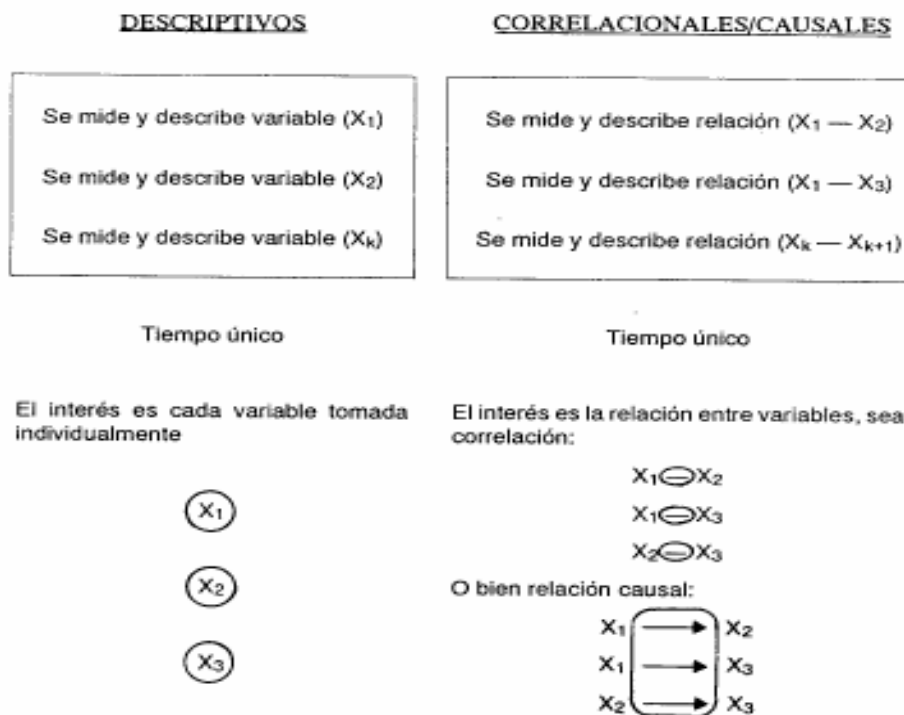 DESCRIPTIVOS
Se mide y describe variable (X₁)
Se mide y describe variable (X₂)
Se mide y describe variable (Xₖ)
Tiempo único
El interés es cada variable tomada
individualmente
X₁
X₂
X₃
CORRELACIONALES/CAUSALES
Se mide y describe relación (X₁ — X₂)
Se mide y describe relación (X₁ — X₃)
Se mide y describe relación (Xₖ — Xₖ₊₁)
Tiempo único
El interés es la relación entre variables, sea
correlación:
X₁ — X₂
X₁ — X₃
X₂ — X₃
O bien relación causal:
X₁ → X₂
X₁ → X₃
X₂ → X₃